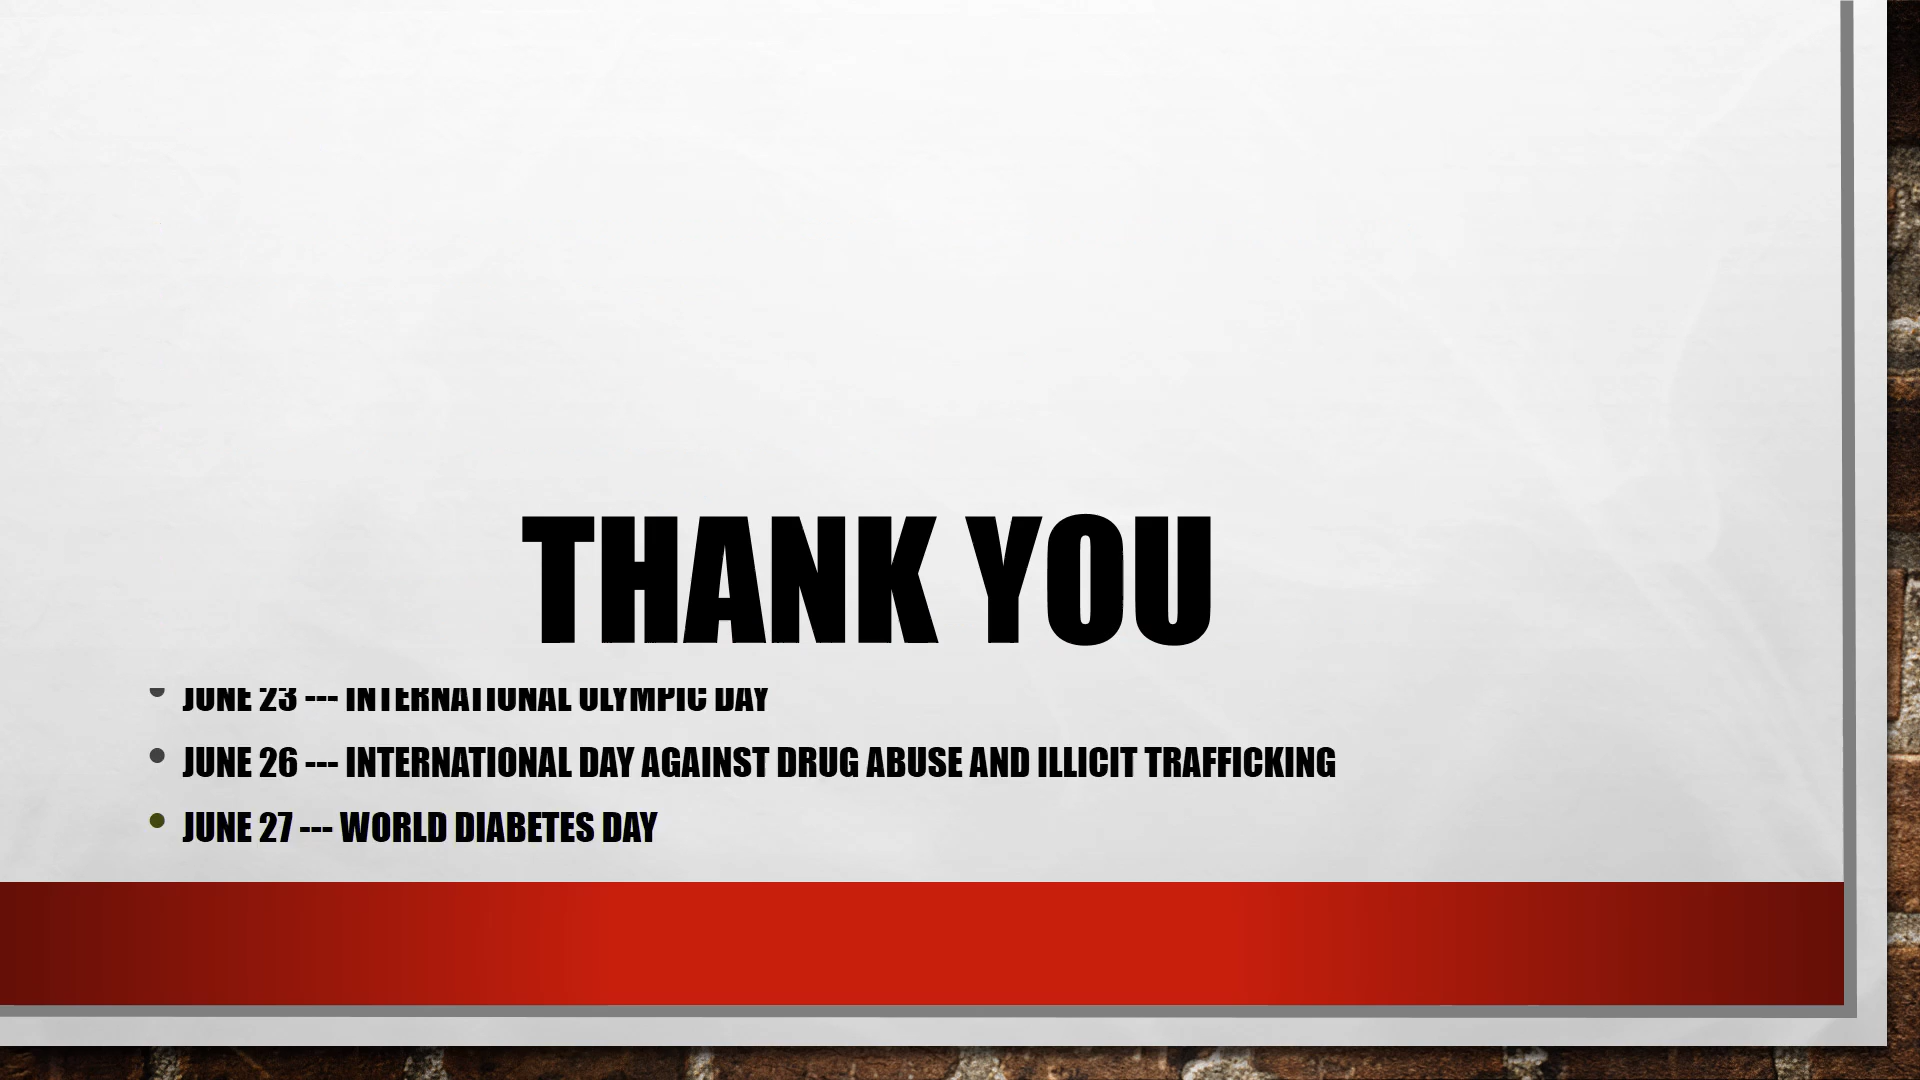 THANK YOU
• JUNE 23 --- INTERNATIONAL OLYMPIC DAY
• JUNE 26 --- INTERNATIONAL DAY AGAINST DRUG ABUSE AND ILLICIT TRAFFICKING
• JUNE 27 --- WORLD DIABETES DAY